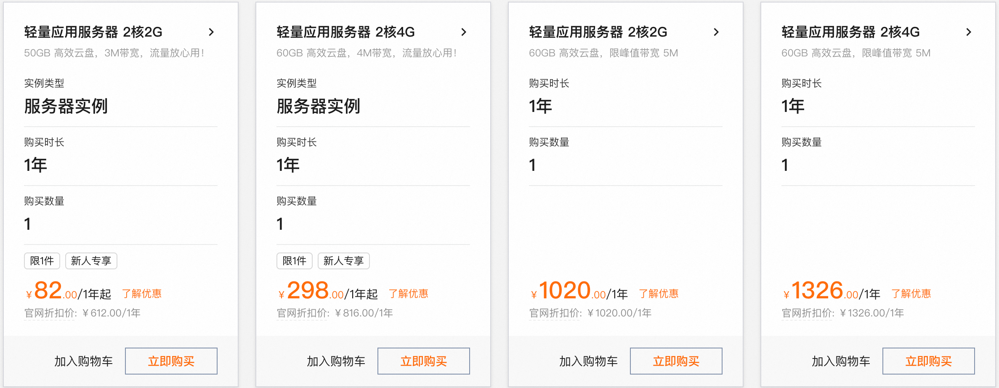 轻量应用服务器 2核2G
50GB 高效云盘，3M带宽，流量放心用！
实例类型
服务器实例
购买时长
1年
购买数量
1
限1件 新人专享
¥82.00/1年起 了解优惠
官网折扣价: ¥612.00/1年
加入购物车 立即购买
轻量应用服务器 2核4G
60GB 高效云盘，4M带宽，流量放心用！
实例类型
服务器实例
购买时长
1年
购买数量
1
限1件 新人专享
¥298.00/1年起 了解优惠
官网折扣价: ¥816.00/1年
加入购物车 立即购买
轻量应用服务器 2核2G
60GB 高效云盘，限峰值带宽 5M
购买时长
1年
购买数量
1
¥1020.00/1年 了解优惠
官网折扣价: ¥1020.00/1年
加入购物车 立即购买
轻量应用服务器 2核4G
60GB 高效云盘，限峰值带宽 5M
购买时长
1年
购买数量
1
¥1326.00/1年 了解优惠
官网折扣价: ¥1326.00/1年
加入购物车 立即购买